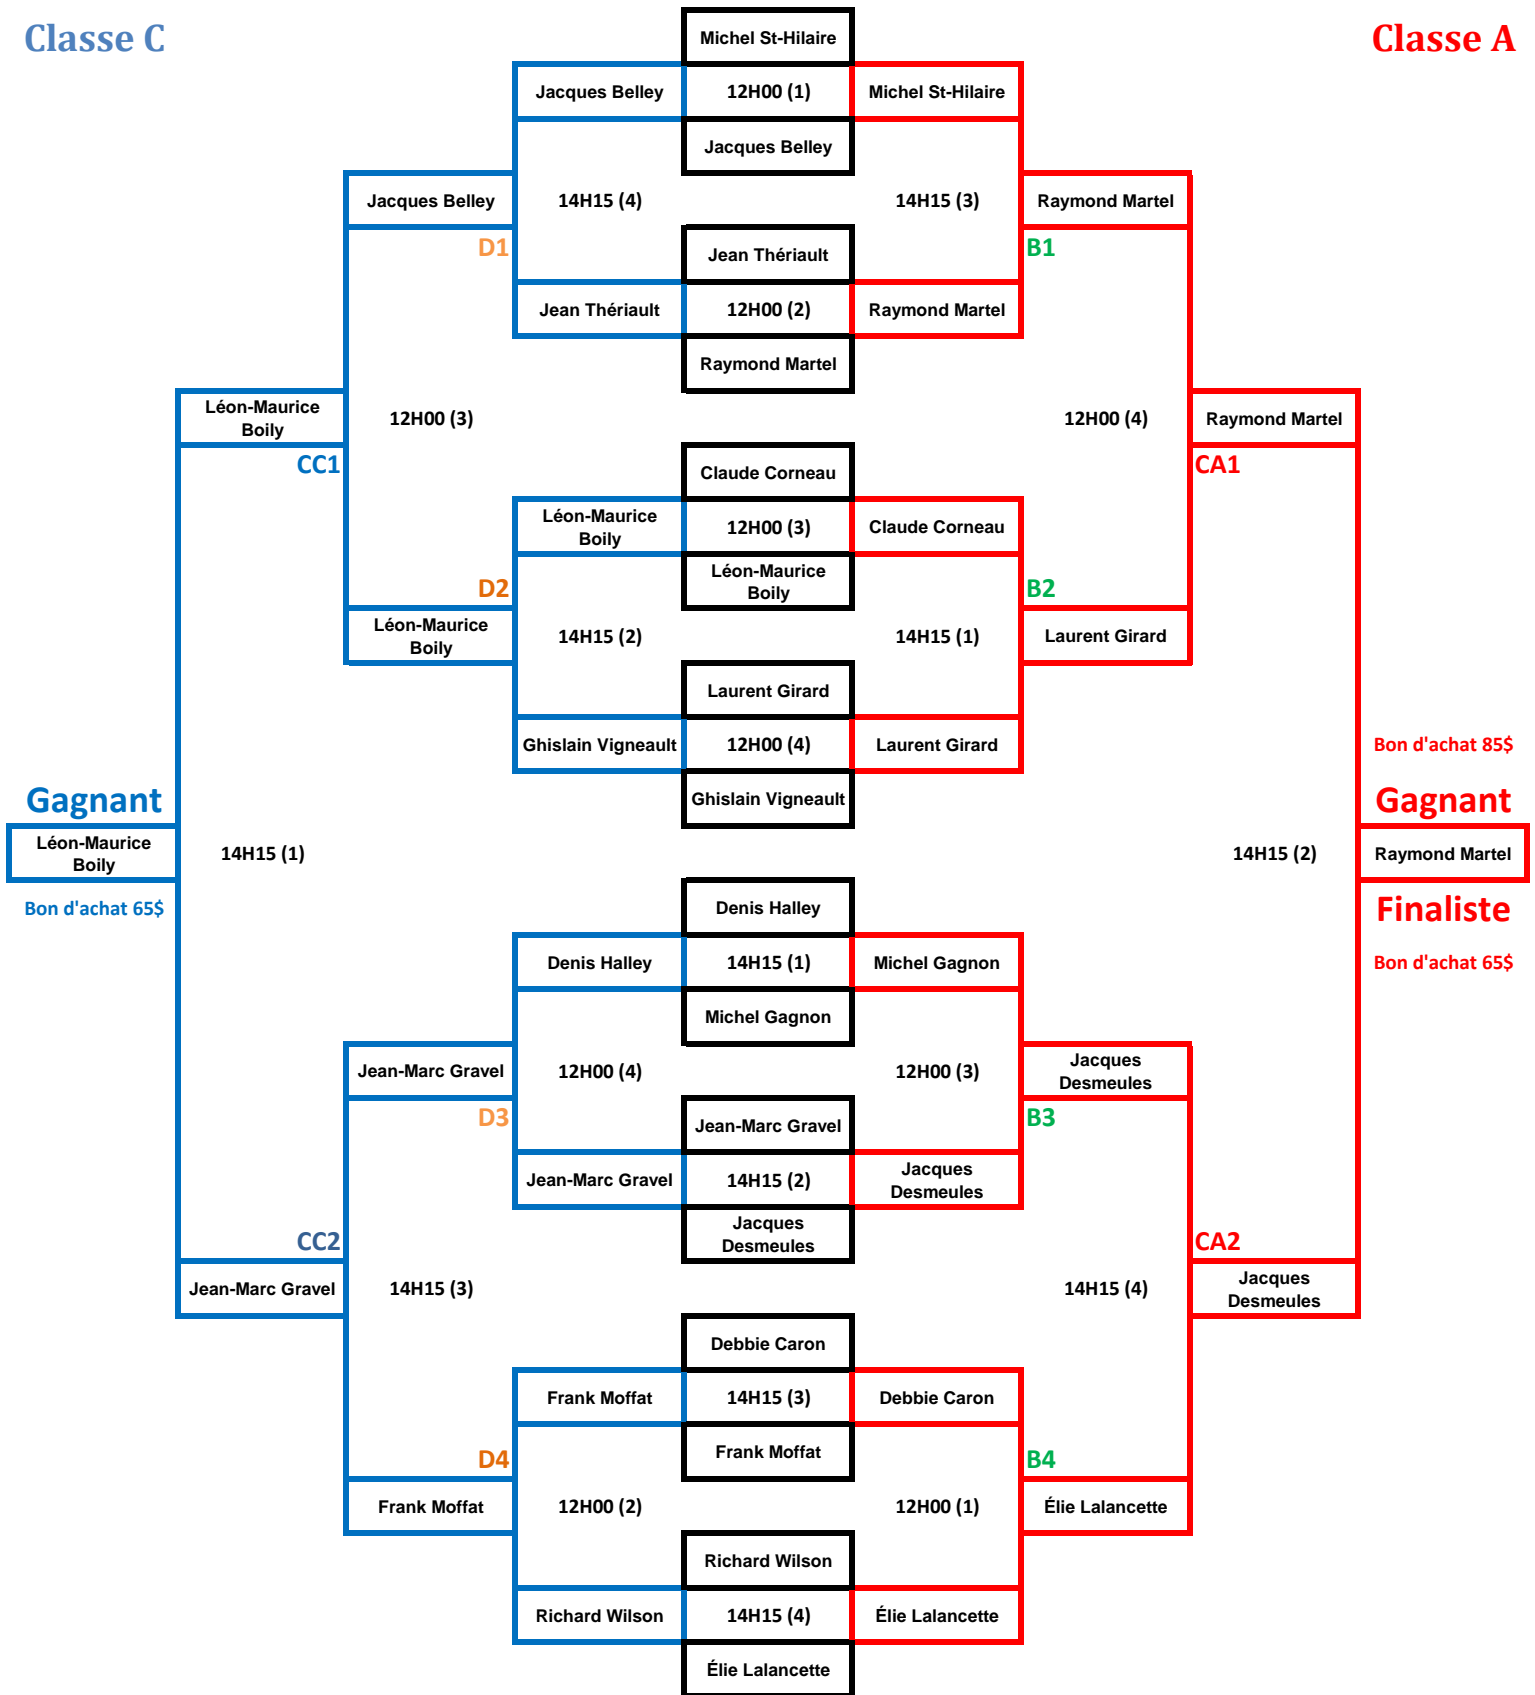 Classe C
Michel St-Hilaire
Classe A
Jacques Belley
12H00 (1)
Michel St-Hilaire
Jacques Belley
Jacques Belley
14H15 (4)
14H15 (3)
Raymond Martel
D1
Jean Thériault
B1
Jean Thériault
12H00 (2)
Raymond Martel
Raymond Martel
Léon-Maurice
Boily
12H00 (3)
12H00 (4)
Raymond Martel
CC1
Claude Corneau
CA1
Léon-Maurice
Boily
12H00 (3)
Claude Corneau
D2
Léon-Maurice
Boily
B2
Léon-Maurice
Boily
14H15 (2)
14H15 (1)
Laurent Girard
Laurent Girard
Ghislain Vigneault
12H00 (4)
Laurent Girard
Bon d'achat 85$
Gagnant
Ghislain Vigneault
Gagnant
Léon-Maurice
Boily
14H15 (1)
14H15 (2)
Raymond Martel
Bon d'achat 65$
Denis Halley
Finaliste
Denis Halley
14H15 (1)
Michel Gagnon
Bon d'achat 65$
Michel Gagnon
Jean-Marc Gravel
12H00 (4)
12H00 (3)
Jacques
Desmeules
D3
Jean-Marc Gravel
B3
Jean-Marc Gravel
14H15 (2)
Jacques
Desmeules
CC2
Jacques
Desmeules
CA2
Jean-Marc Gravel
14H15 (3)
14H15 (4)
Jacques
Desmeules
Debbie Caron
Frank Moffat
14H15 (3)
Debbie Caron
D4
Frank Moffat
B4
Frank Moffat
12H00 (2)
12H00 (1)
Élie Lalancette
Richard Wilson
Richard Wilson
14H15 (4)
Élie Lalancette
Élie Lalancette